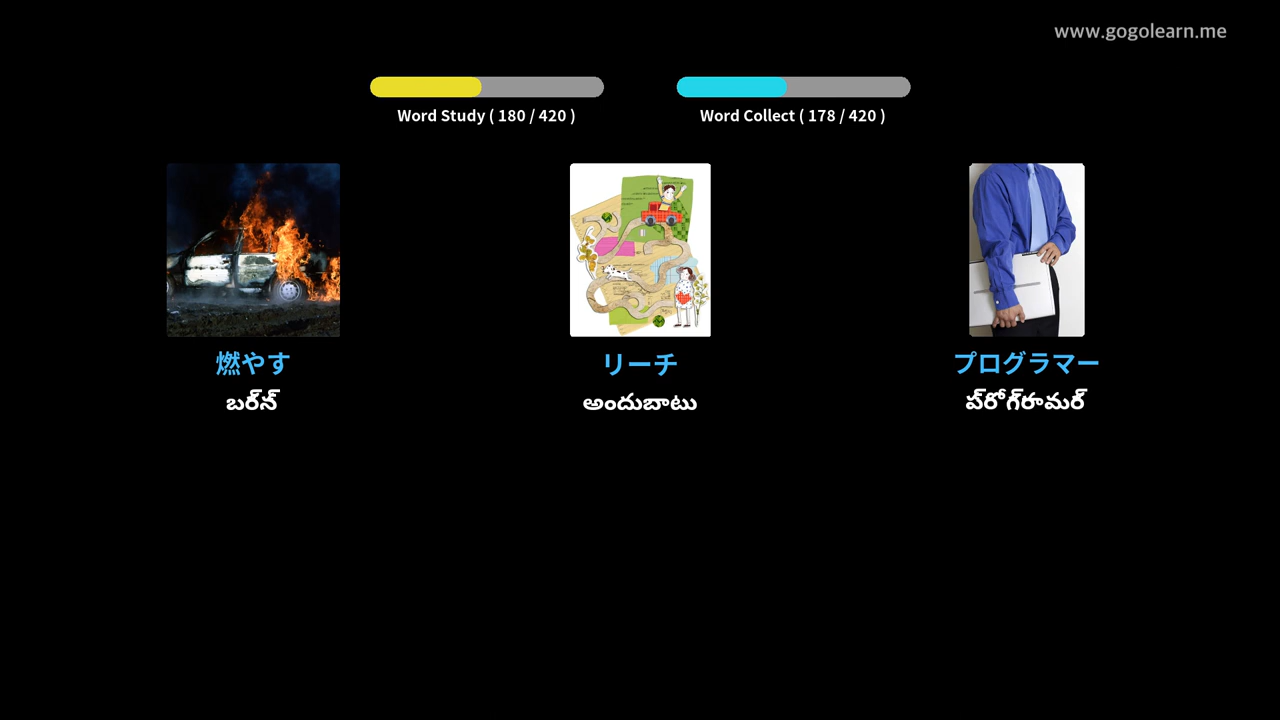 www.gogolearn.me
Word Study ( 180 / 420 )
Word Collect ( 178 / 420 )
燃やす
リーチ
プログラマー
బర్న్
అందుబాటు
ప్రోగ్రామర్